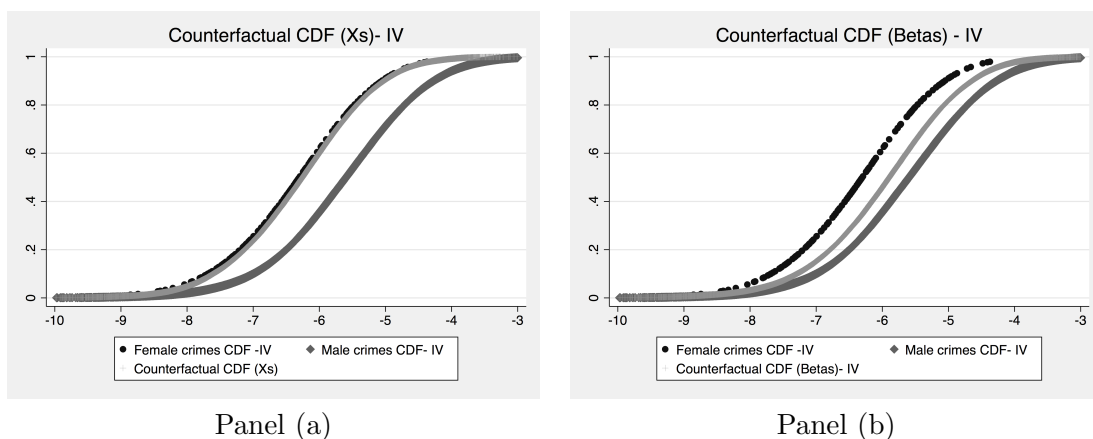 Counterfactual CDF (Xs)- IV
1
.8
.6
.4
.2
0
-10 -9 -8 -7 -6 -5 -4 -3
Female crimes CDF -IV Male crimes CDF- IV
Counterfactual CDF (Xs)
Panel (a)
Counterfactual CDF (Betas) - IV
1
.8
.6
.4
.2
0
-10 -9 -8 -7 -6 -5 -4 -3
Female crimes CDF -IV Male crimes CDF- IV
Counterfactual CDF (Betas)- IV
Panel (b)